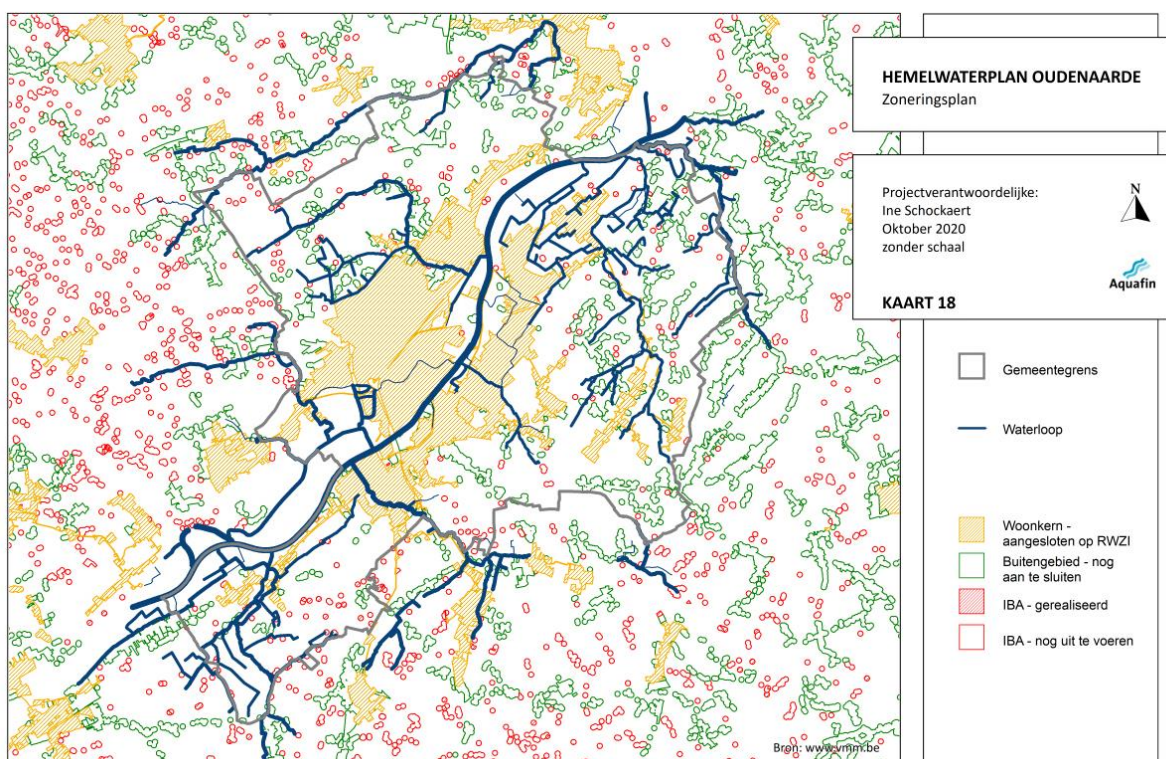 HEMELWATERPLAN OUDENAARDE
Zoneringsplan
Projectverantwoordelijke:
Ine Schockaert
Oktober 2020
zonder schaal
N
Aquafin
KAART 18
Gemeentegrens
Waterloop
Woonkern -
aangesloten op RWZI
Buitengebied - nog
aan te sluiten
IBA - gerealiseerd
IBA - nog uit te voeren
Bron: www.vmm.be